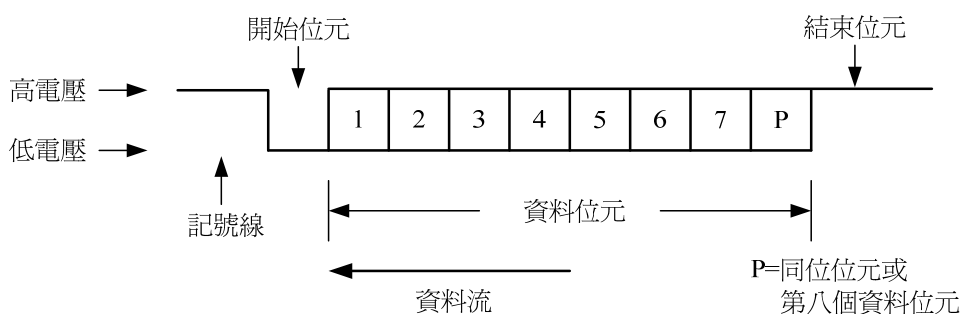 開始位元
結束位元
高電壓
1 2 3 4 5 6 7 P
低電壓
記號線
資料位元
資料流
P=同位位元或
第八個資料位元